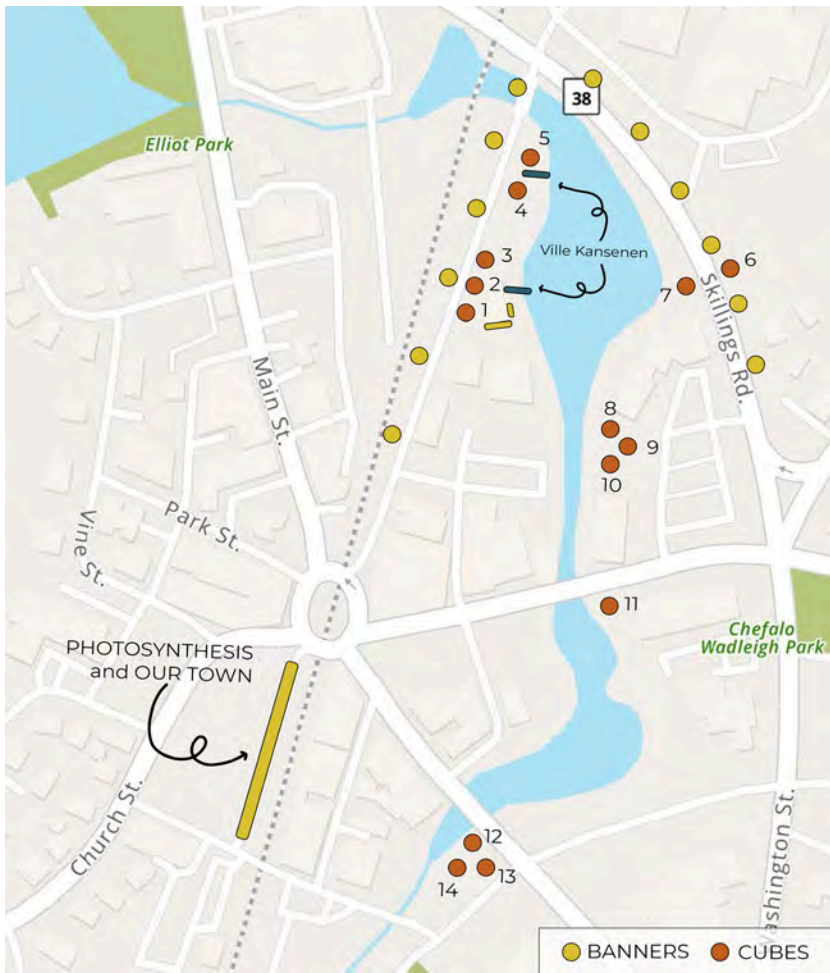 38
Elliot Park
5
4
Ville Kansenen
3
2
1
6
7
Skillings Rd.
Main St.
8
9
10
Park St.
Vine St.
11
Chefalo
Wadleigh Park
PHOTOSYNTHESIS
and OUR TOWN
Church St.
Washington St.
12
14
13
BANNERS
CUBES